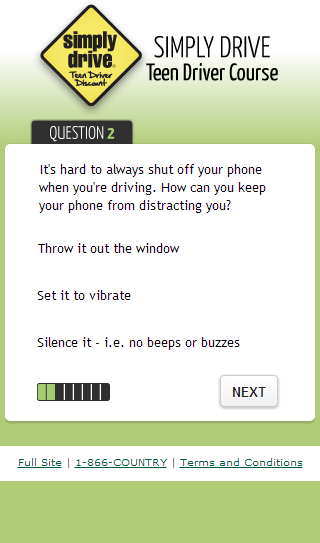 simply
drive®
Teen Driver
Discount
SIMPLY DRIVE
Teen Driver Course
QUESTION 2
It's hard to always shut off your phone
when you're driving. How can you keep
your phone from distracting you?
Throw it out the window
Set it to vibrate
Silence it - i.e. no beeps or buzzes
NEXT
Full Site | 1-866-COUNTRY | Terms and Conditions